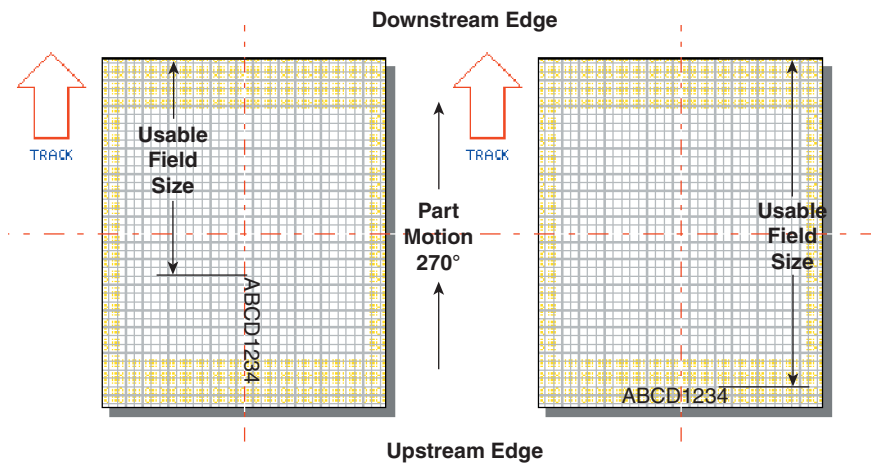 Downstream Edge
TRACK
Usable
Field
Size
ABCD1234
Part
Motion
270°
TRACK
Usable
Field
Size
ABCD1234
Upstream Edge